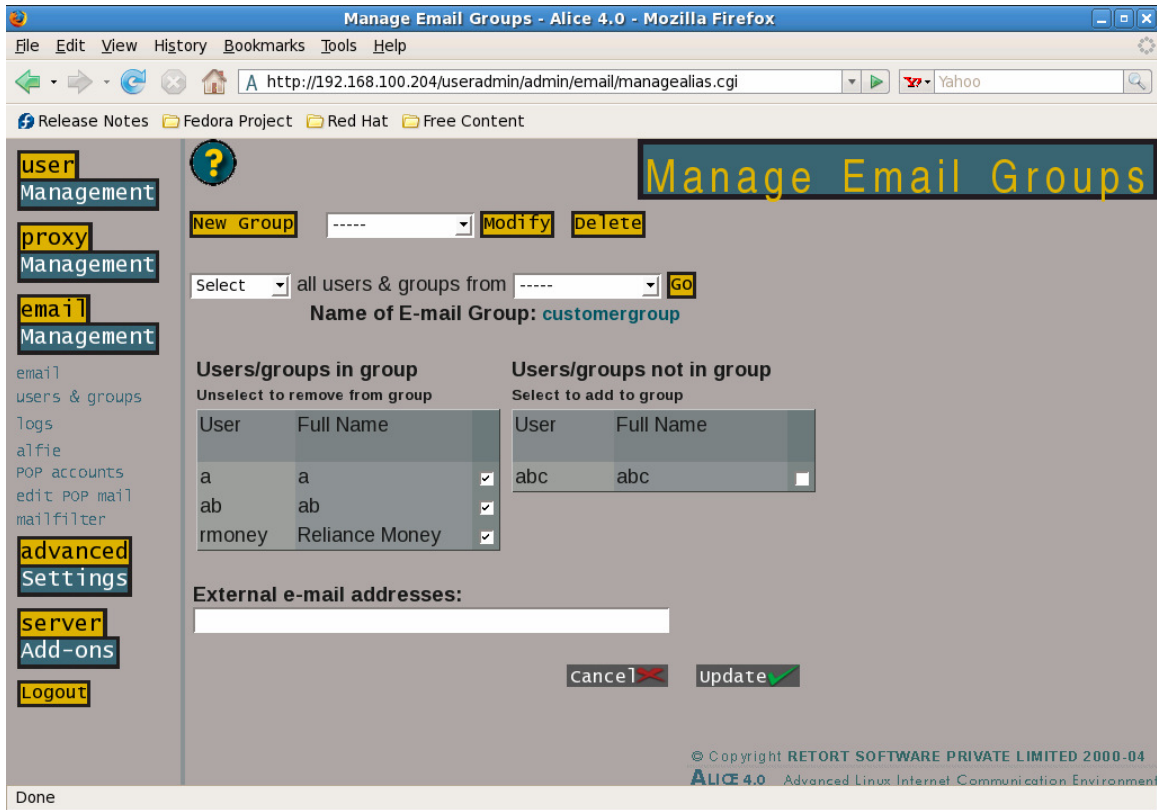 Manage Email Groups - Alice 4.0 - Mozilla Firefox
File Edit View History Bookmarks Tools Help
http://192.168.100.204/useradmin/admin/email/managealias.cgi
Yahoo
Release Notes Fedora Project Red Hat Free Content
user
Management
proxy
Management
email
Management
email
users & groups
logs
alfie
POP accounts
edit POP mail
mailfilter
advanced
Settings
server
Add-ons
Logout
?
Manage Email Groups
New Group ----- Modify Delete
Select all users & groups from ----- Go
Name of E-mail Group: customergroup
Users/groups in group
Unselect to remove from group
User Full Name
a a
ab ab
rmoney Reliance Money
Users/groups not in group
Select to add to group
User Full Name
abc abc
External e-mail addresses:
Cancel Update
© Copyright RETORT SOFTWARE PRIVATE LIMITED 2000-04
ALICE 4.0 Advanced Linux Internet Communication Environment
Done